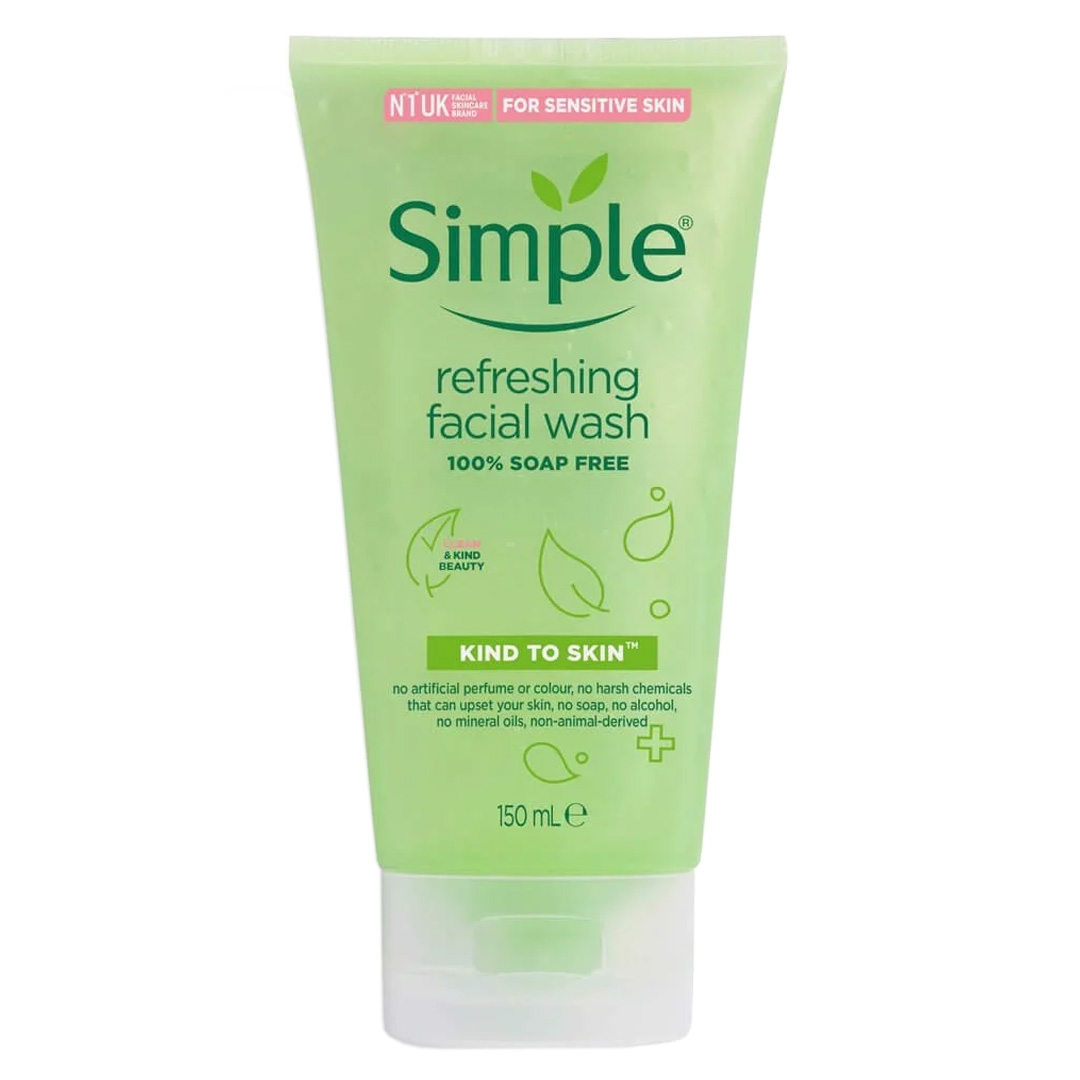 N°1 UK FACIAL SKINCARE BRAND FOR SENSITIVE SKIN
Simple®
refreshing
facial wash
100% SOAP FREE
CLEAN
& KIND
BEAUTY
KIND TO SKIN™
no artificial perfume or colour, no harsh chemicals
that can upset your skin, no soap, no alcohol,
no mineral oils, non-animal-derived
150 mL ℮